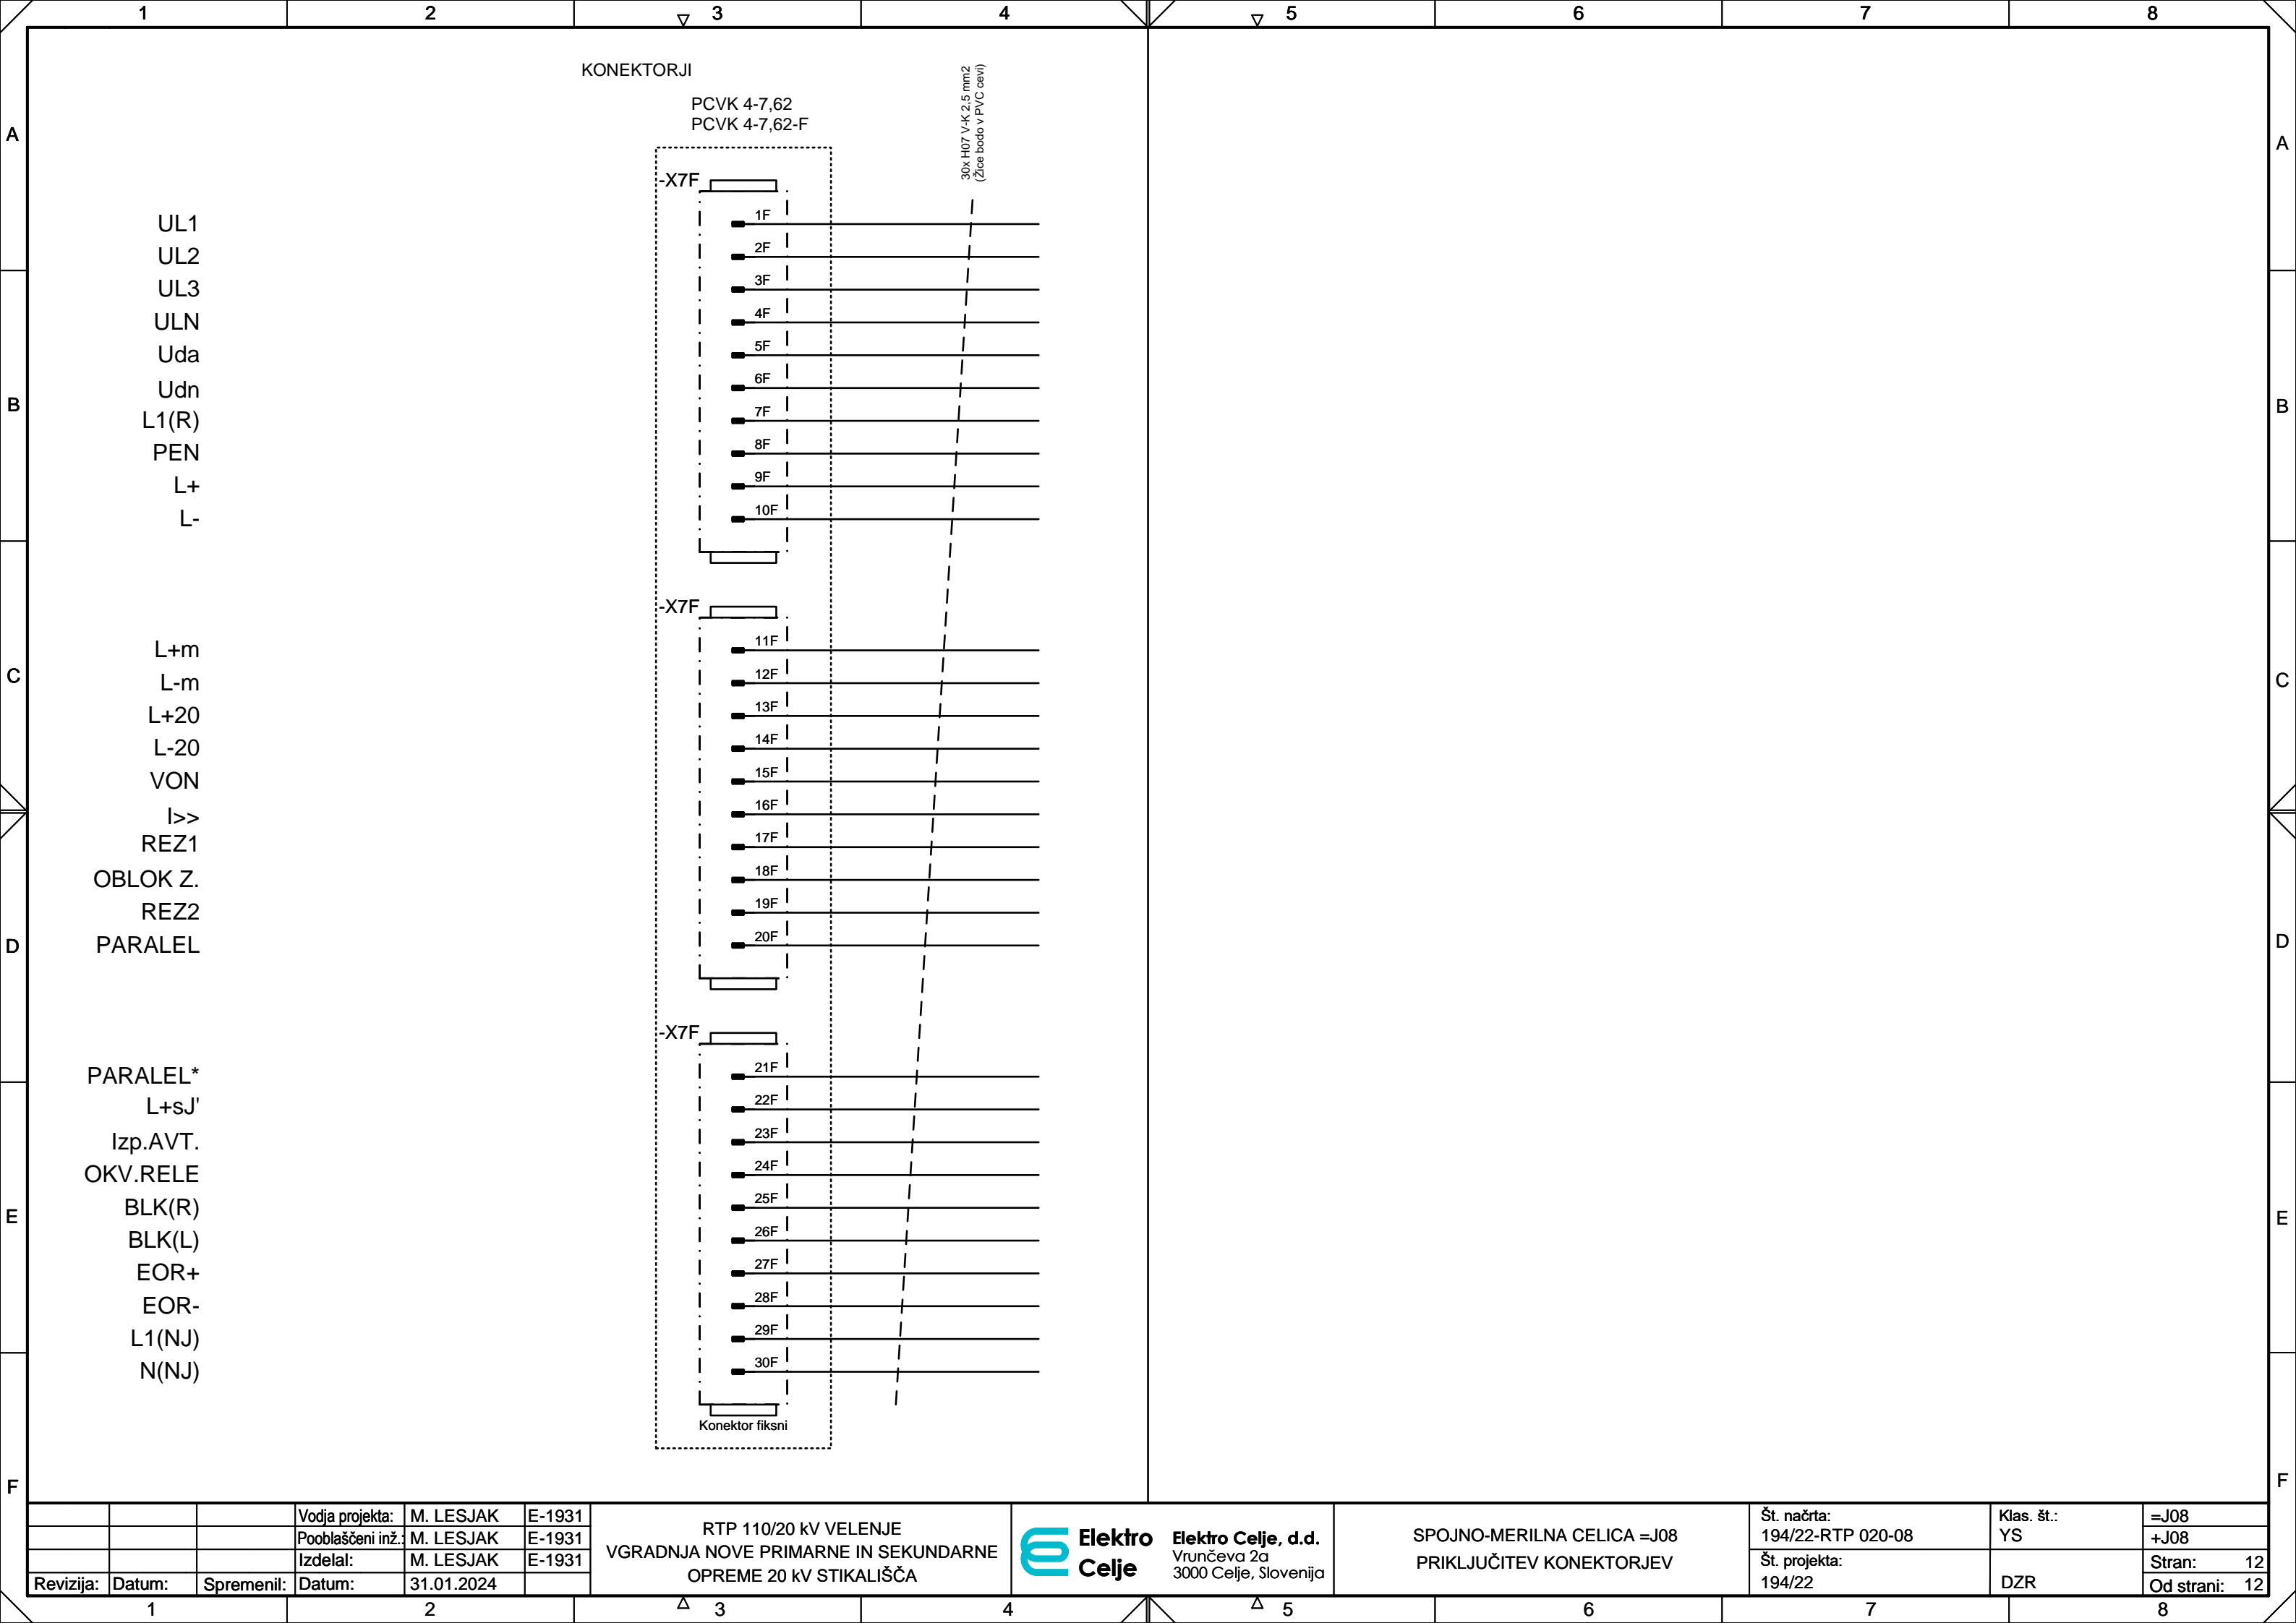 1 2 3 4 5 6 7 8
KONEKTORJI
PCVK 4-7,62
PCVK 4-7,62-F
30x H07 V-K 2,5 mm2
(Žice bodo v PVC cevi)
A A
-X7F
UL1 1F
UL2 2F
UL3 3F
ULN 4F
Uda 5F
Udn 6F
B B
L1(R) 7F
PEN 8F
L+ 9F
L- 10F
-X7F
L+m 11F
C C
L-m 12F
L+20 13F
L-20 14F
VON 15F
I>> 16F
REZ1 17F
OBLOK Z. 18F
REZ2 19F
D PARALEL 20F D
-X7F
PARALEL* 21F
L+sJ' 22F
Izp.AVT. 23F
OKV.RELE 24F
BLK(R) 25F
E E
BLK(L) 26F
EOR+ 27F
EOR- 28F
L1(NJ) 29F
N(NJ) 30F
Konektor fiksni
F F
Vodja projekta: M. LESJAK E-1931
Pooblaščeni inž.: M. LESJAK E-1931
Izdelal: M. LESJAK E-1931
Revizija: Datum: Spremenil: Datum: 31.01.2024
RTP 110/20 kV VELENJE
VGRADNJA NOVE PRIMARNE IN SEKUNDARNE
OPREME 20 kV STIKALIŠČA
Elektro
Celje
Elektro Celje, d.d.
Vrunčeva 2a
3000 Celje, Slovenija
SPOJNO-MERILNA CELICA =J08
PRIKLJUČITEV KONEKTORJEV
Št. načrta:
194/22-RTP 020-08
Št. projekta:
194/22
Klas. št.:
YS
DZR
=J08
+J08
Stran: 12
Od strani: 12
1 2 3 4 5 6 7 8